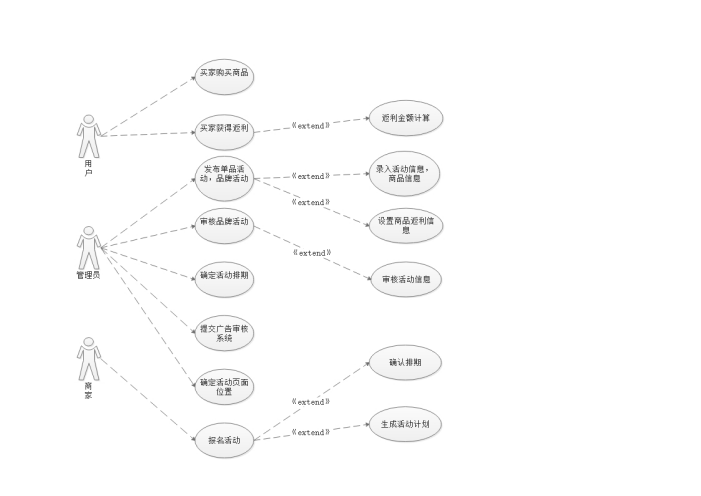 买家购买商品
用
户
买家获得返利
《extend》
返利金额计算
发布单品活
动，品牌活动
《extend》
录入活动信息，
商品信息
《extend》
设置商品返利信
息
管理员
审核品牌活动
《extend》
审核活动信息
确定活动排期
提交广告审核
系统
确定活动页面
位置
商
家
报名活动
《extend》
确认排期
《extend》
生成活动计划